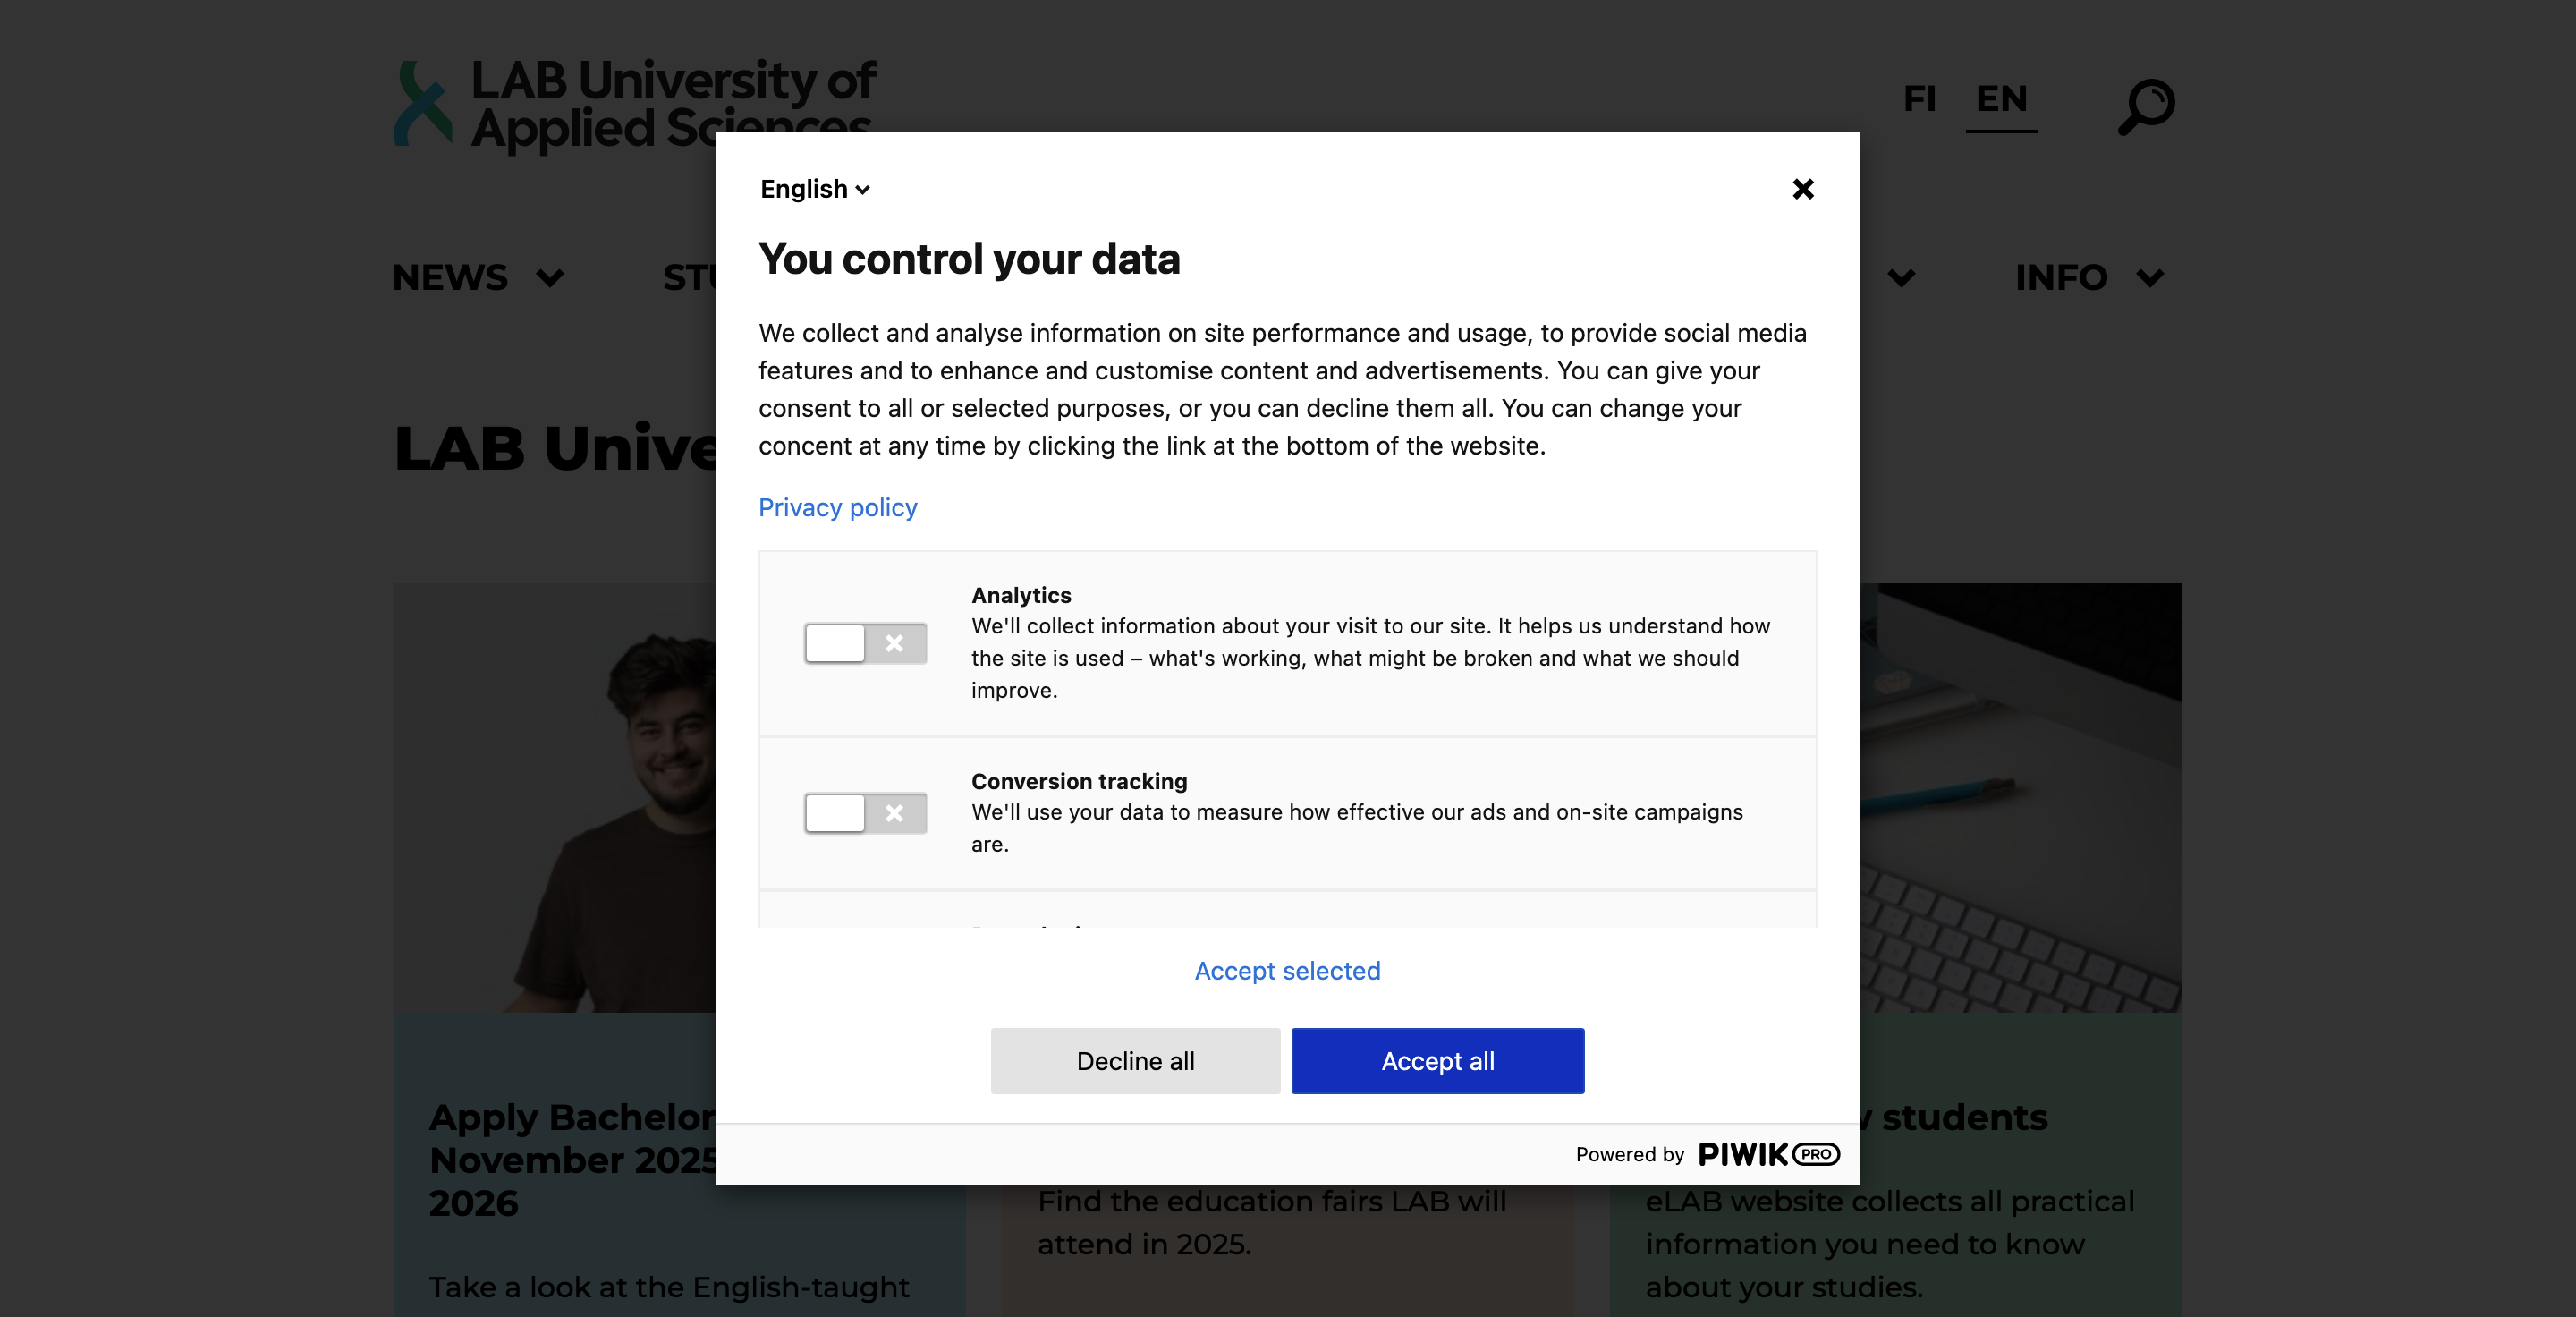 LAB University of
Applied Sciences
FI EN
NEWS
INFO
LAB
English
You control your data
We collect and analyse information on site performance and usage, to provide social media
features and to enhance and customise content and advertisements. You can give your
consent to all or selected purposes, or you can decline them all. You can change your
concent at any time by clicking the link at the bottom of the website.
Privacy policy
Analytics
We'll collect information about your visit to our site. It helps us understand how
the site is used – what's working, what might be broken and what we should
improve.
Conversion tracking
We'll use your data to measure how effective our ads and on-site campaigns
are.
Accept selected
Decline all
Accept all
Powered by PIWIK PRO
Apply Bachelor
November 2025
2026
Take a look at the English-taught
Find the education fairs LAB will
attend in 2025.
students
eLAB website collects all practical
information you need to know
about your studies.